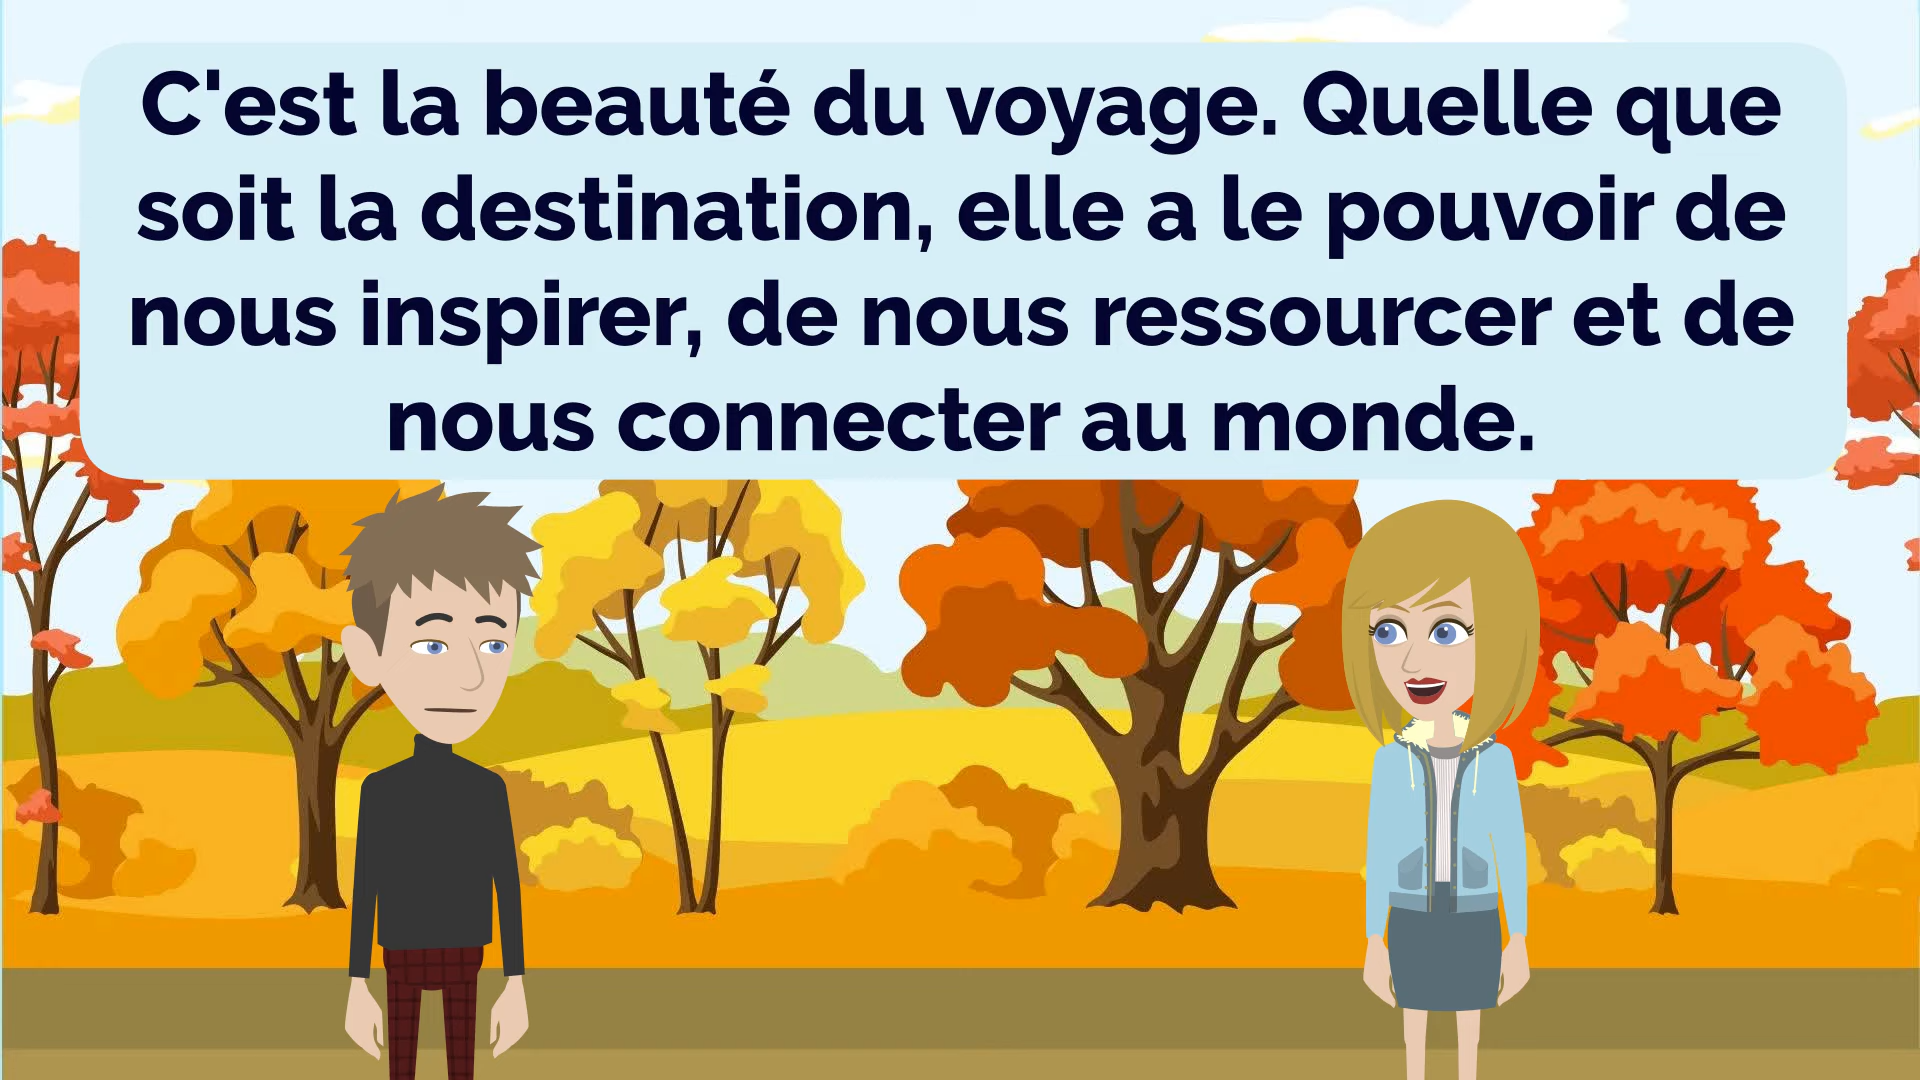 C'est la beauté du voyage. Quelle que
soit la destination, elle a le pouvoir de
nous inspirer, de nous ressourcer et de
nous connecter au monde.